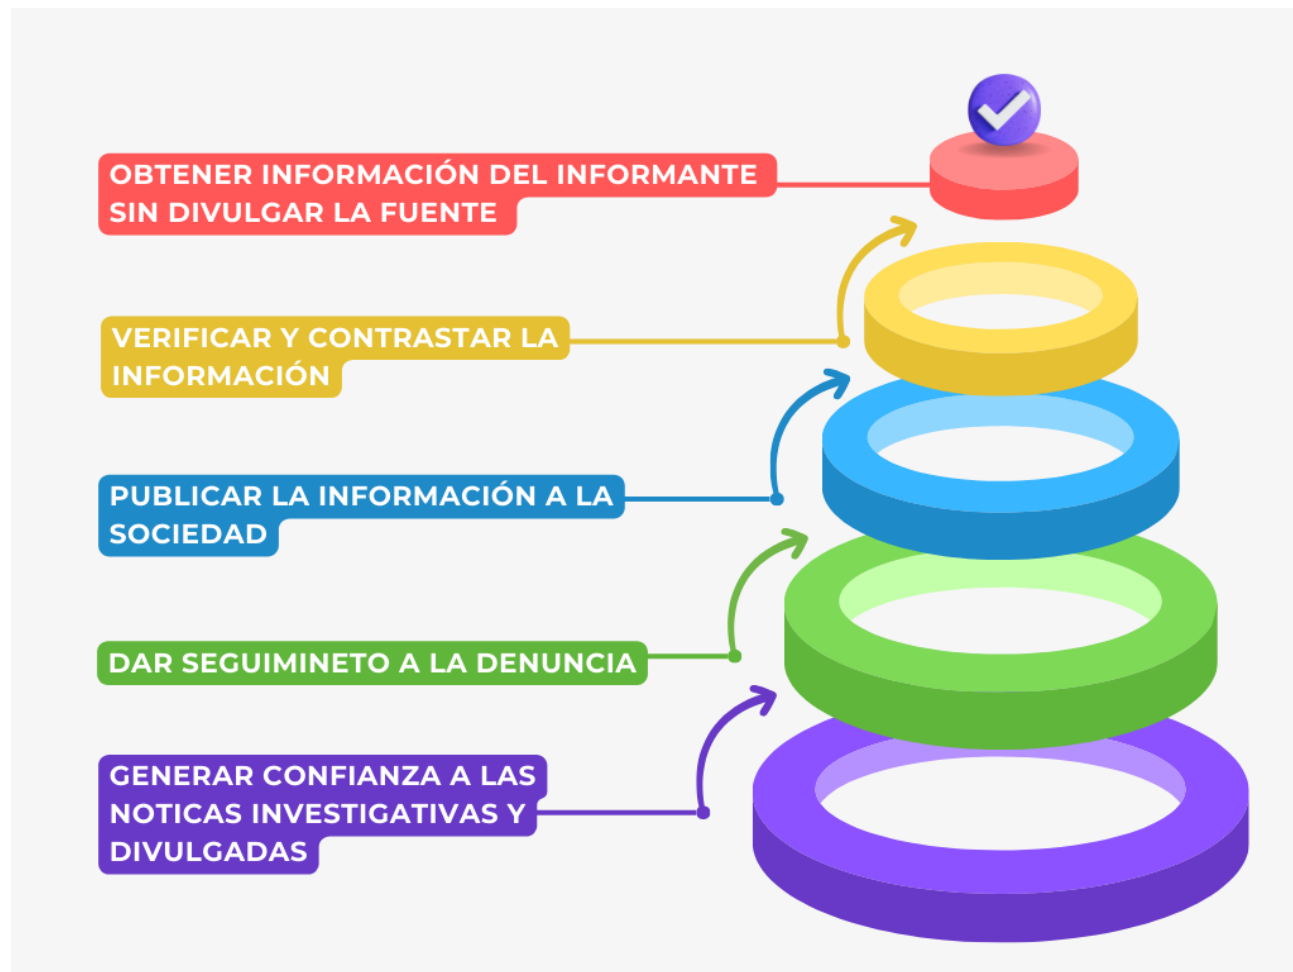 OBTENER INFORMACIÓN DEL INFORMANTE
SIN DIVULGAR LA FUENTE
VERIFICAR Y CONTRASTAR LA
INFORMACIÓN
PUBLICAR LA INFORMACIÓN A LA
SOCIEDAD
DAR SEGUIMINETO A LA DENUNCIA
GENERAR CONFIANZA A LAS
NOTICAS INVESTIGATIVAS Y
DIVULGADAS